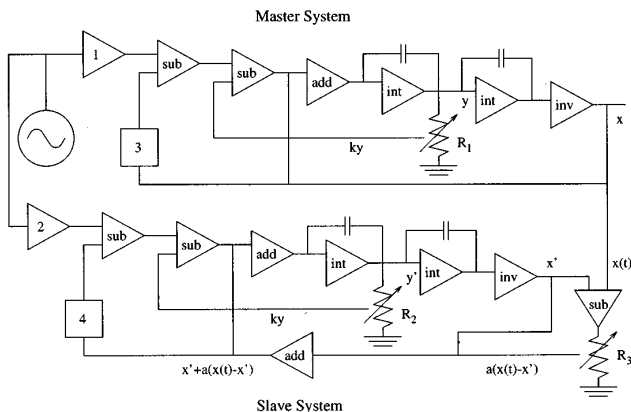 Master System
1
sub
sub
add
int
y
int
inv
x
3
ky
R1
2
sub
sub
add
int
y'
int
inv
x'
x(t)
sub
4
ky
R2
R3
add
x'+a(x(t)-x')
a(x(t)-x')
Slave System